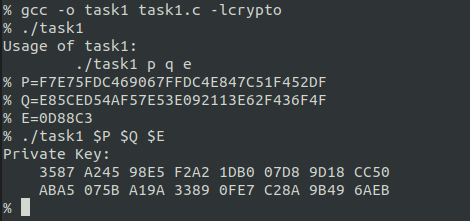 % gcc -o task1 task1.c -lcrypto
% ./task1
Usage of task1:
./task1 p q e
% P=F7E75FDC469067FFDC4E847C51F452DF
% Q=E85CED54AF57E53E092113E62F436F4F
% E=0D88C3
% ./task1 $P $Q $E
Private Key:
3587 A245 98E5 F2A2 1DB0 07D8 9D18 CC50
ABA5 075B A19A 3389 0FE7 C28A 9B49 6AEB
%